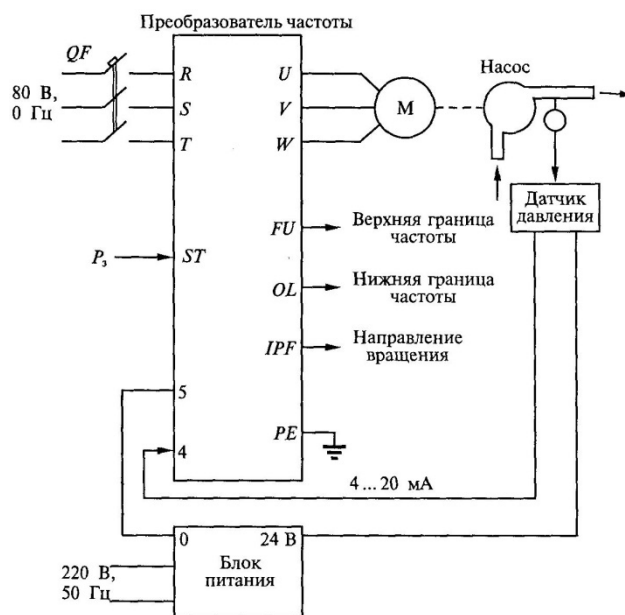 Преобразователь частоты
QF
80 В,
0 Гц
R
S
T
U
V
W
М
Насос
Датчик
давления
FU
Верхняя граница
частоты
Pз
ST
OL
Нижняя граница
частоты
IPF
Направление
вращения
5
4
PE
4 ... 20 мА
0
24 В
Блок
питания
220 В,
50 Гц